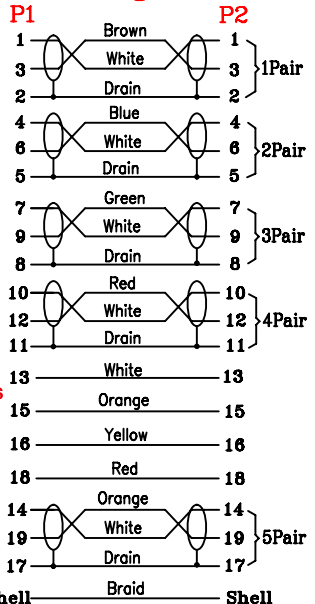 P1 P2
1 Brown 1
3 White 3 1Pair
2 Drain 2
4 Blue 4
6 White 6 2Pair
5 Drain 5
7 Green 7
9 White 9 3Pair
8 Drain 8
10 Red 10
12 White 12 4Pair
11 Drain 11
13 White 13
15 Orange 15
16 Yellow 16
18 Red 18
14 Orange 14
19 White 19 5Pair
17 Drain 17
hell Braid Shell